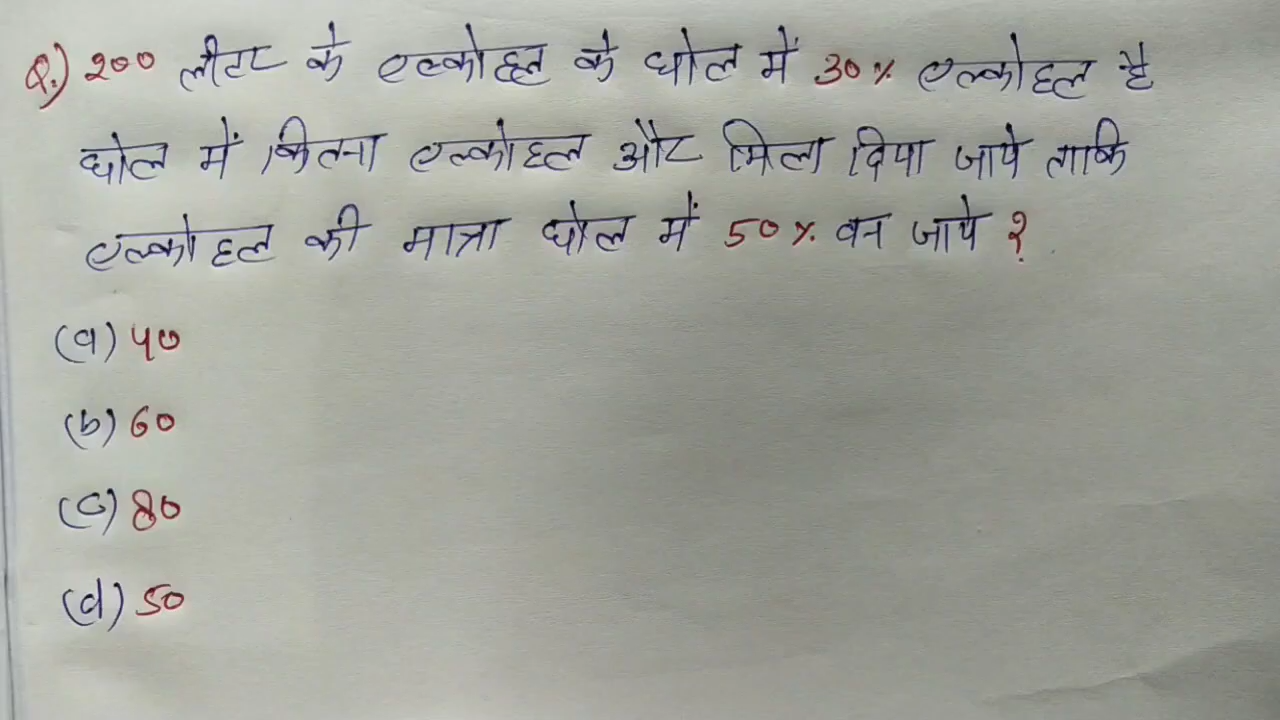 Q.) 200 लीटर के एल्कोहल के घोल में 30% एल्कोहल है
घोल में कितना एल्कोहल और मिला दिया जाये ताकि
एल्कोहल की मात्रा घोल में 50% बन जाये ?
(a) 40
(b) 60
(c) 80
(d) 50